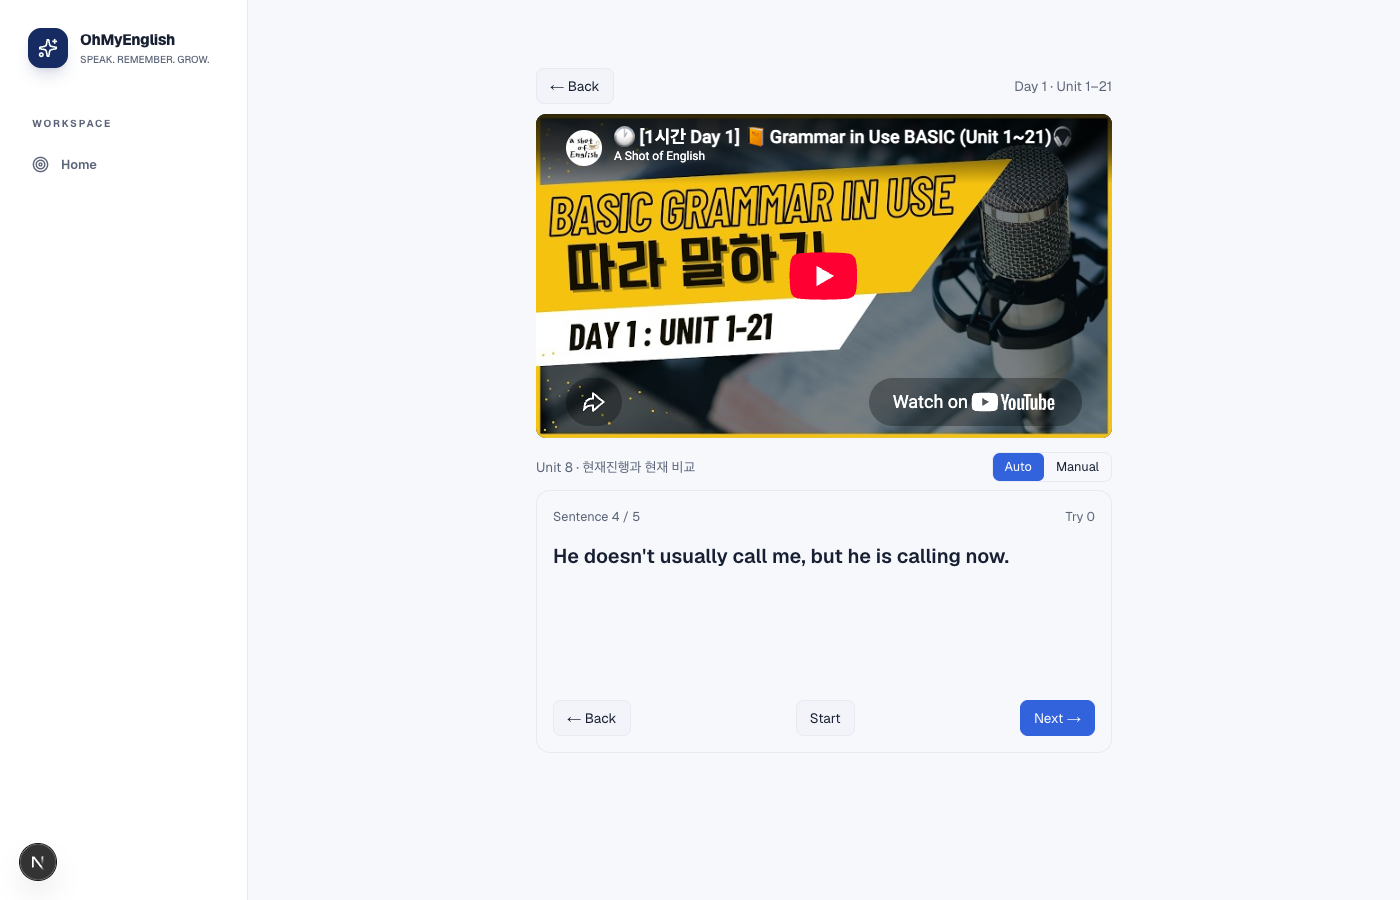 OhMyEnglish
SPEAK. REMEMBER. GROW.
WORKSPACE
Home
← Back
Day 1 · Unit 1–21
a shot of English
🕐 [1시간 Day 1] 📙 Grammar in Use BASIC (Unit 1~21)🎧
A Shot of English
BASIC GRAMMAR IN USE
따라 말하기
DAY 1 : UNIT 1-21
Watch on YouTube
Unit 8 · 현재진행과 현재 비교
Auto Manual
Sentence 4 / 5
Try 0
He doesn't usually call me, but he is calling now.
← Back
Start
Next →
N